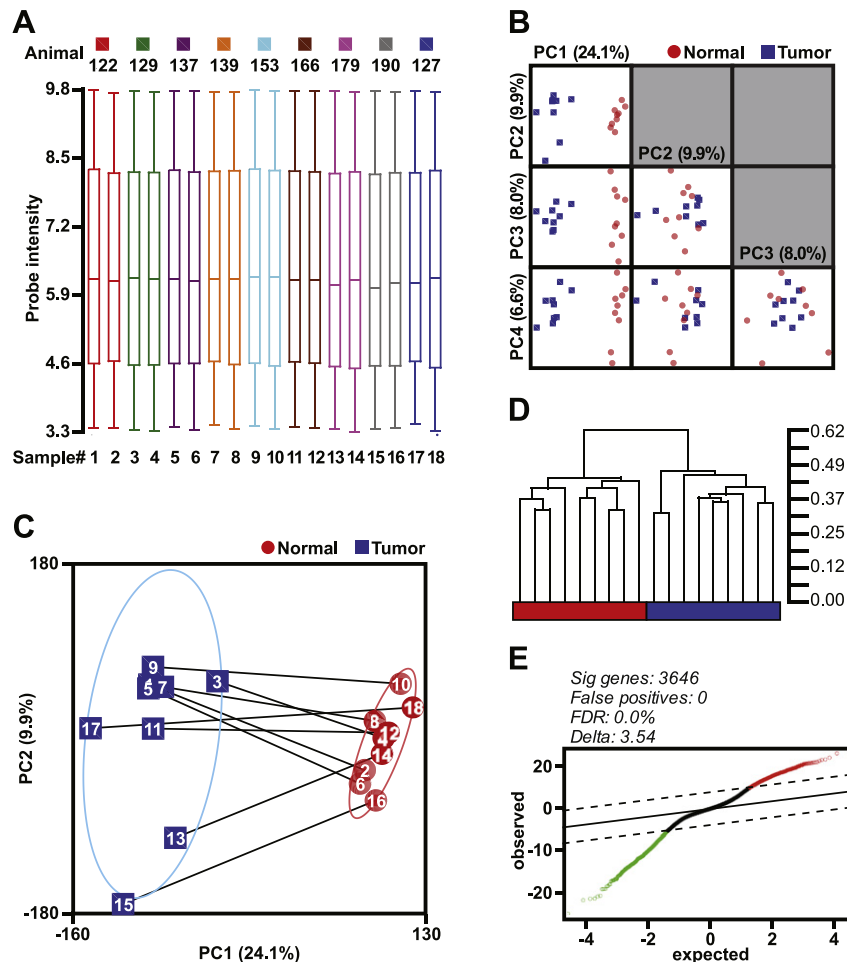 A
Animal
122 129 137 139 153 166 179 190 127
9.8
8.5
7.2
5.9
4.6
3.3
Probe intensity
Sample# 1 2 3 4 5 6 7 8 9 10 11 12 13 14 15 16 17 18
B
PC1 (24.1%) Normal Tumor
PC2 (9.9%)
PC2 (9.9%)
PC3 (8.0%)
PC3 (8.0%)
PC4 (6.6%)
C
Normal Tumor
180
9
5 7
3
10
18
17
11
8
12
14
2
6
16
13
15
-180
-160
130
PC2 (9.9%)
PC1 (24.1%)
D
0.62
0.49
0.37
0.25
0.12
0.00
E
Sig genes: 3646
False positives: 0
FDR: 0.0%
Delta: 3.54
20
0
-10
-20
observed
-4 -2 0 2 4
expected